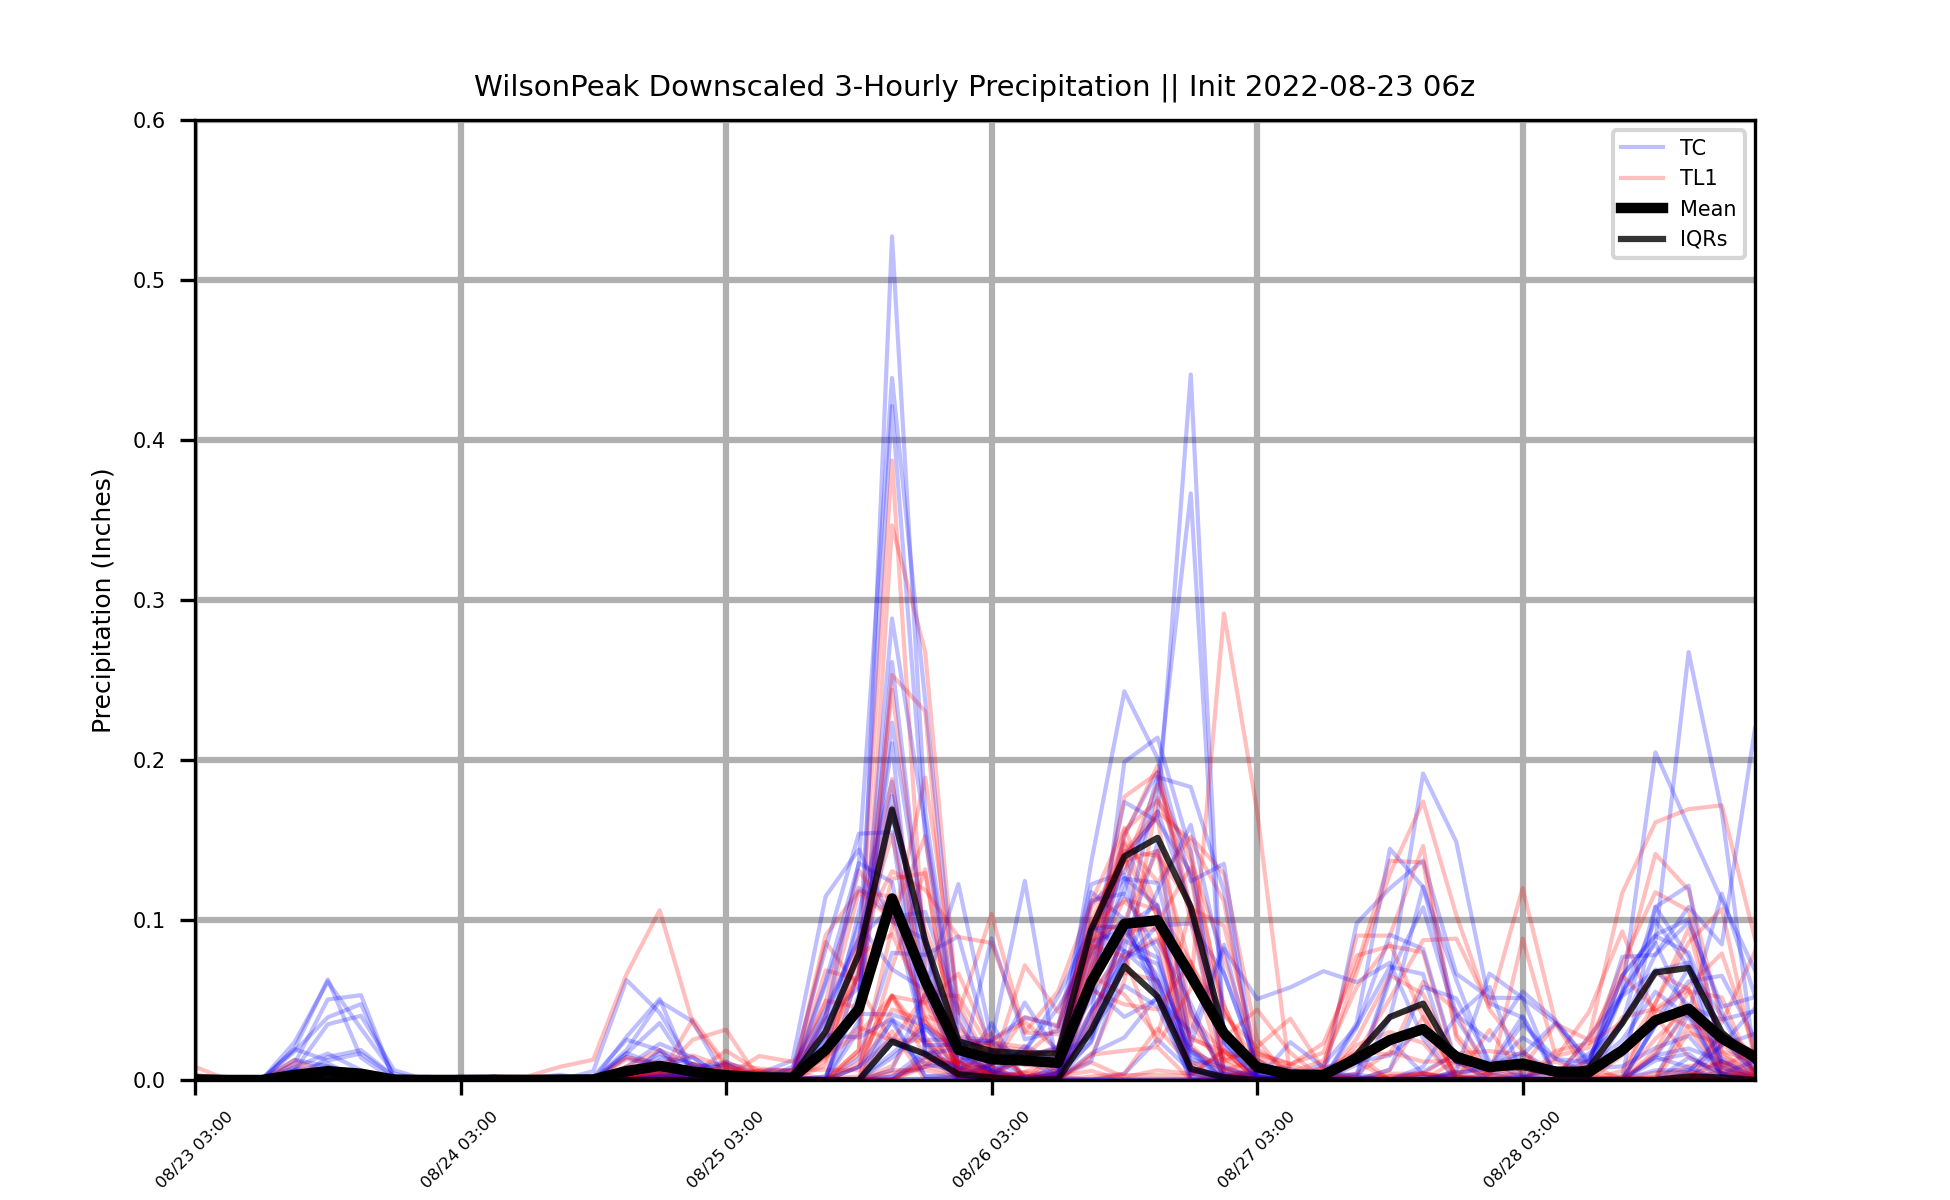 WilsonPeak Downscaled 3-Hourly Precipitation || Init 2022-08-23 06z
TC
TL1
Mean
IQRs
Precipitation (Inches)
0.6
0.5
0.4
0.3
0.2
0.1
0.0
08/23 03:00
08/24 03:00
08/25 03:00
08/26 03:00
08/27 03:00
08/28 03:00